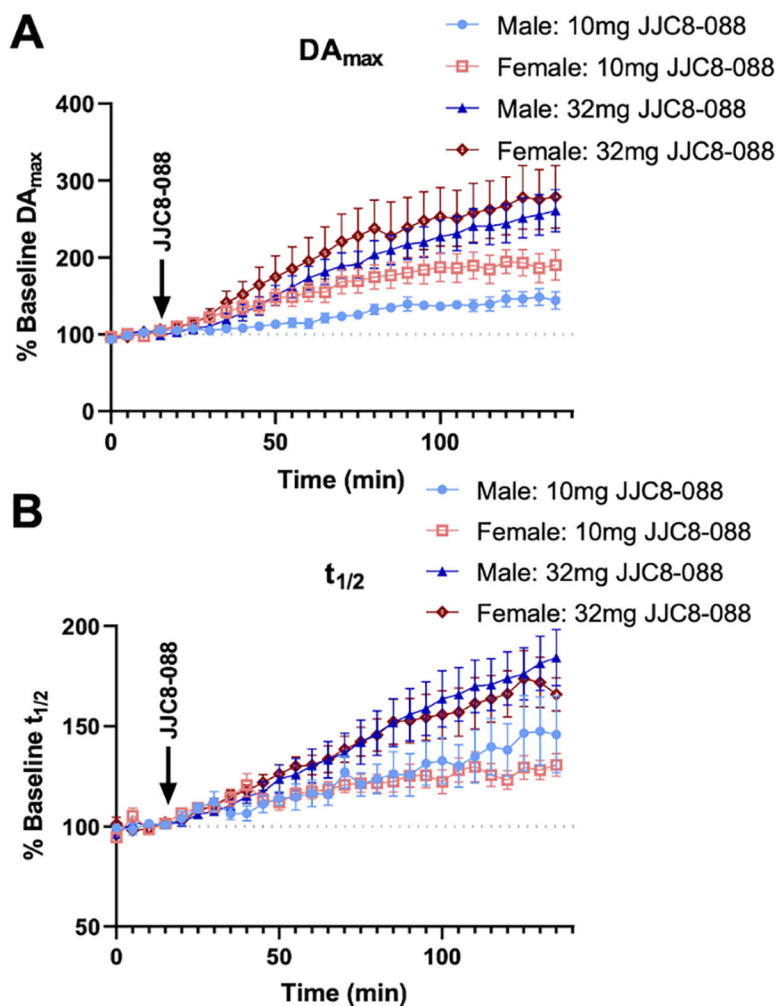 A
DAmax
Male: 10mg JJC8-088
Female: 10mg JJC8-088
Male: 32mg JJC8-088
Female: 32mg JJC8-088
% Baseline DAmax
400
300
200
100
0
JJC8-088
0 50 100
Time (min)
B
t1/2
Male: 10mg JJC8-088
Female: 10mg JJC8-088
Male: 32mg JJC8-088
Female: 32mg JJC8-088
% Baseline t1/2
200
150
100
50
JJC8-088
0 50 100
Time (min)